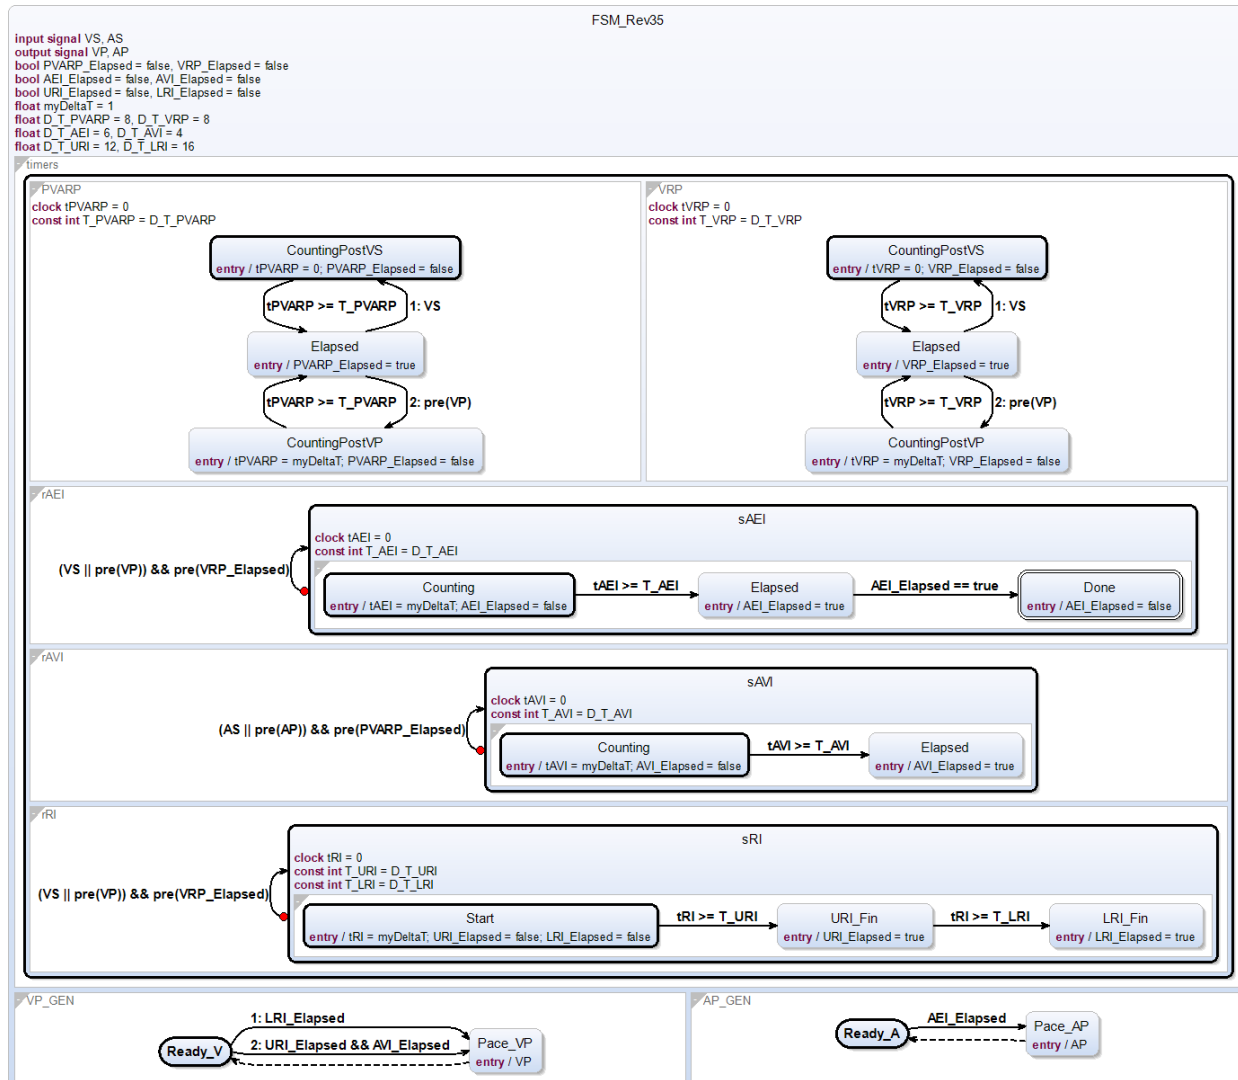 FSM_Rev35
input signal VS, AS
output signal VP, AP
bool PVARP_Elapsed = false, VRP_Elapsed = false
bool AEI_Elapsed = false, AVI_Elapsed = false
bool URI_Elapsed = false, LRI_Elapsed = false
float myDeltaT = 1
float D_T_PVARP = 8, D_T_VRP = 8
float D_T_AEI = 6, D_T_AVI = 4
float D_T_URI = 12, D_T_LRI = 16
timers
PVARP
clock tPVARP = 0
const int T_PVARP = D_T_PVARP
CountingPostVS
entry / tPVARP = 0; PVARP_Elapsed = false
tPVARP >= T_PVARP
1: VS
Elapsed
entry / PVARP_Elapsed = true
tPVARP >= T_PVARP
2: pre(VP)
CountingPostVP
entry / tPVARP = myDeltaT; PVARP_Elapsed = false
VRP
clock tVRP = 0
const int T_VRP = D_T_VRP
CountingPostVS
entry / tVRP = 0; VRP_Elapsed = false
tVRP >= T_VRP
1: VS
Elapsed
entry / VRP_Elapsed = true
tVRP >= T_VRP
2: pre(VP)
CountingPostVP
entry / tVRP = myDeltaT; VRP_Elapsed = false
rAEI
(VS || pre(VP)) && pre(VRP_Elapsed)
sAEI
clock tAEI = 0
const int T_AEI = D_T_AEI
Counting
entry / tAEI = myDeltaT; AEI_Elapsed = false
tAEI >= T_AEI
Elapsed
entry / AEI_Elapsed = true
AEI_Elapsed == true
Done
entry / AEI_Elapsed = false
rAVI
(AS || pre(AP)) && pre(PVARP_Elapsed)
sAVI
clock tAVI = 0
const int T_AVI = D_T_AVI
Counting
entry / tAVI = myDeltaT; AVI_Elapsed = false
tAVI >= T_AVI
Elapsed
entry / AVI_Elapsed = true
rRI
(VS || pre(VP)) && pre(VRP_Elapsed)
sRI
clock tRI = 0
const int T_URI = D_T_URI
const int T_LRI = D_T_LRI
Start
entry / tRI = myDeltaT; URI_Elapsed = false; LRI_Elapsed = false
tRI >= T_URI
URI_Fin
entry / URI_Elapsed = true
tRI >= T_LRI
LRI_Fin
entry / LRI_Elapsed = true
VP_GEN
Ready_V
1: LRI_Elapsed
2: URI_Elapsed && AVI_Elapsed
Pace_VP
entry / VP
AP_GEN
Ready_A
AEI_Elapsed
Pace_AP
entry / AP